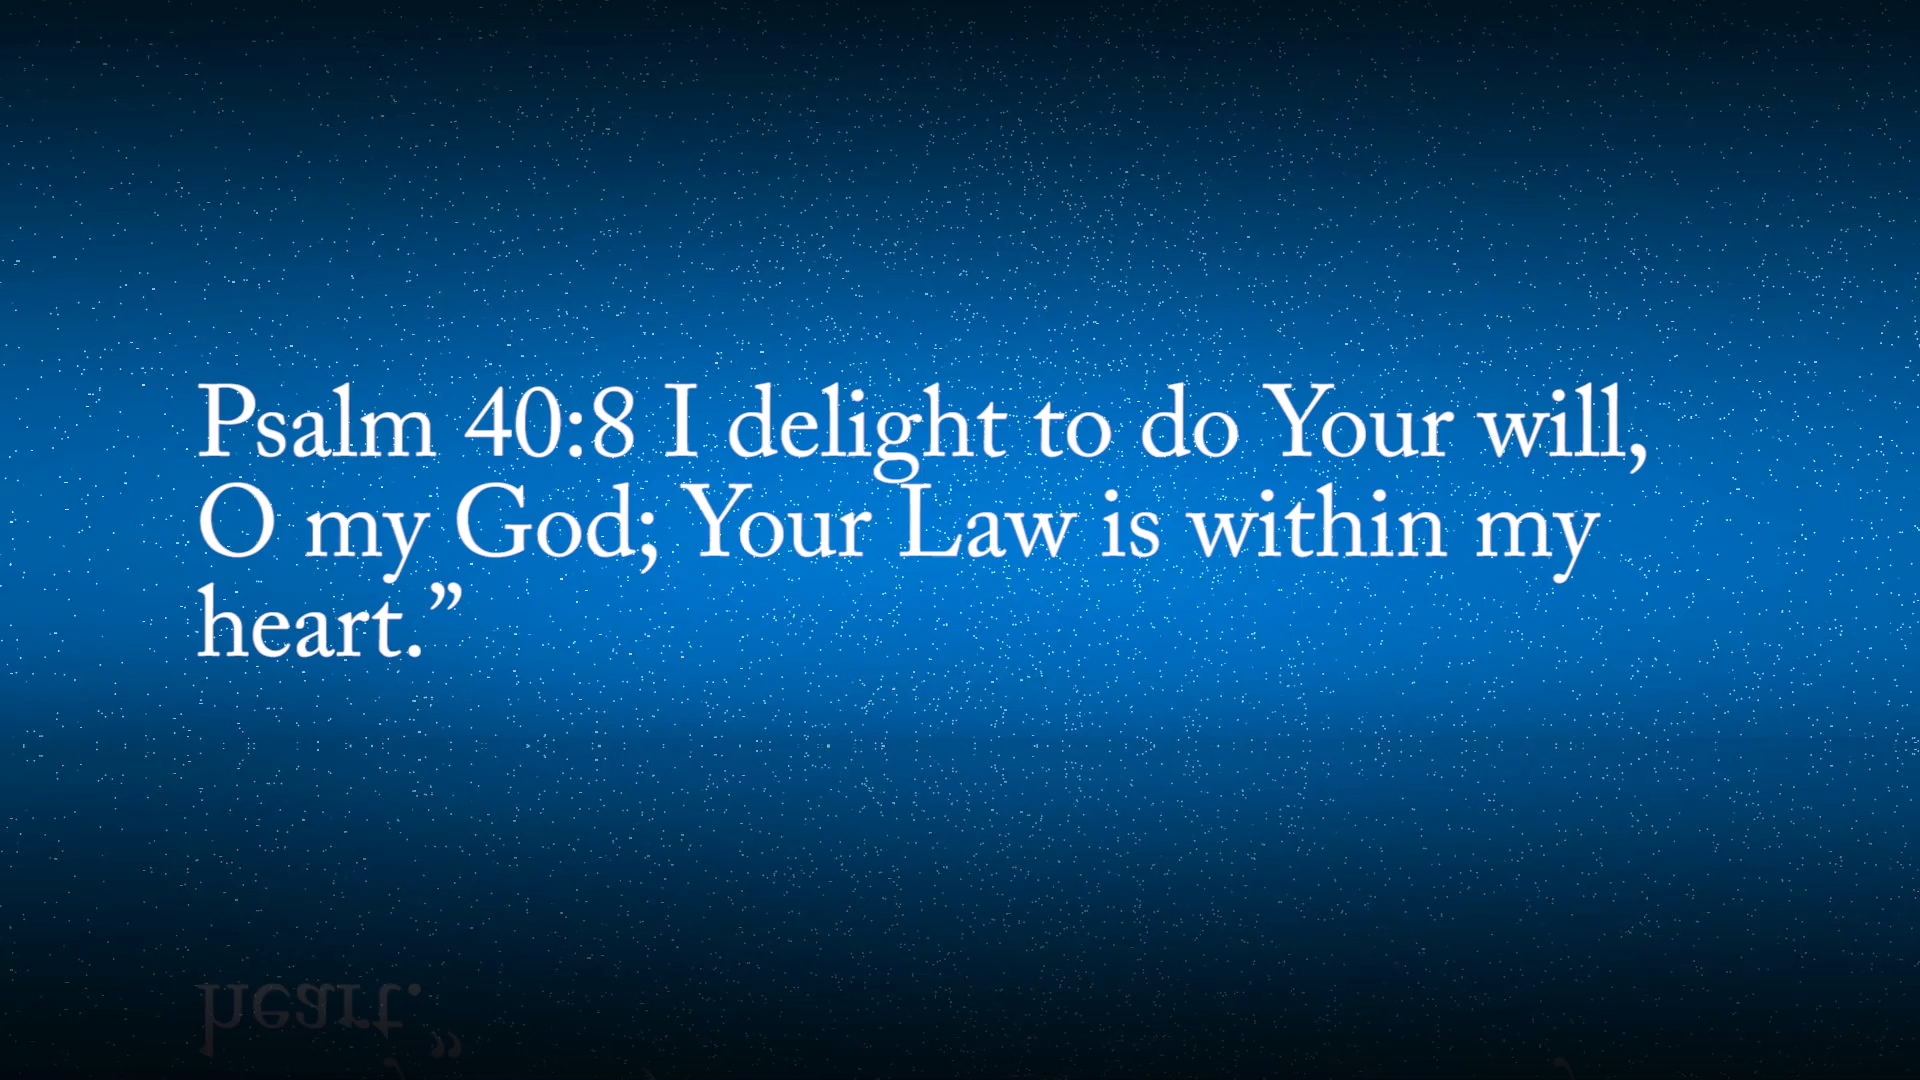 Psalm 40:8 I delight to do Your will,
O my God; Your Law is within my
heart.”